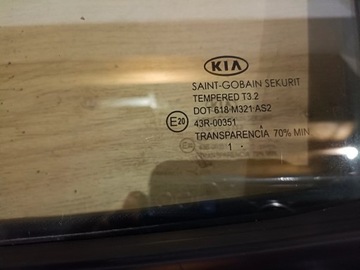 KIA
SAINT-GOBAIN SEKURIT
TEMPERED T3.2
DOT-618-M321-AS2
E20 43R-00351
TRANSPARENCIA 70% MIN
1